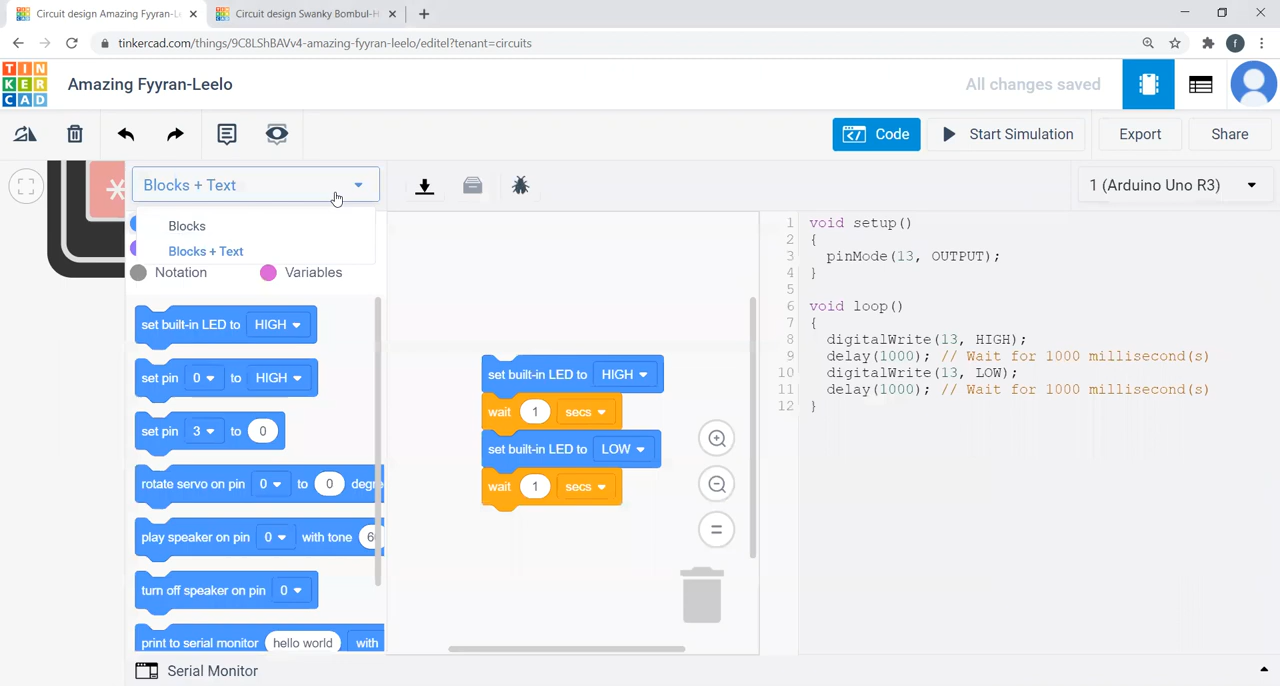 Circuit design Amazing Fyyran-L
Circuit design Swanky Bombul-H
tinkercad.com/things/9C8LShBAVv4-amazing-fyyran-leelo/editel?tenant=circuits
f
TIN
KER
CAD
Amazing Fyyran-Leelo
All changes saved
Code
Start Simulation
Export
Share
*
Blocks + Text
1 (Arduino Uno R3)
Blocks
Blocks + Text
Notation
Variables
set built-in LED to HIGH
set pin 0 to HIGH
set pin 3 to 0
rotate servo on pin 0 to 0 degre
play speaker on pin 0 with tone 6
turn off speaker on pin 0
print to serial monitor hello world with
set built-in LED to HIGH
wait 1 secs
set built-in LED to LOW
wait 1 secs
1 void setup()
2 {
3 pinMode(13, OUTPUT);
4 }
5
6 void loop()
7 {
8 digitalWrite(13, HIGH);
9 delay(1000); // Wait for 1000 millisecond(s)
10 digitalWrite(13, LOW);
11 delay(1000); // Wait for 1000 millisecond(s)
12 }
Serial Monitor